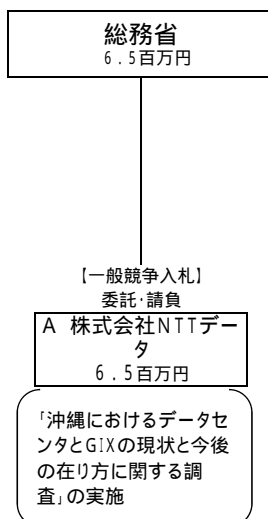 総務省
6.5百万円
【一般競争入札】
委託・請負
A 株式会社NTTデー
タ
6.5百万円
「沖縄におけるデータセ
ンタとGIXの現状と今後
の在り方に関する調
査」の実施